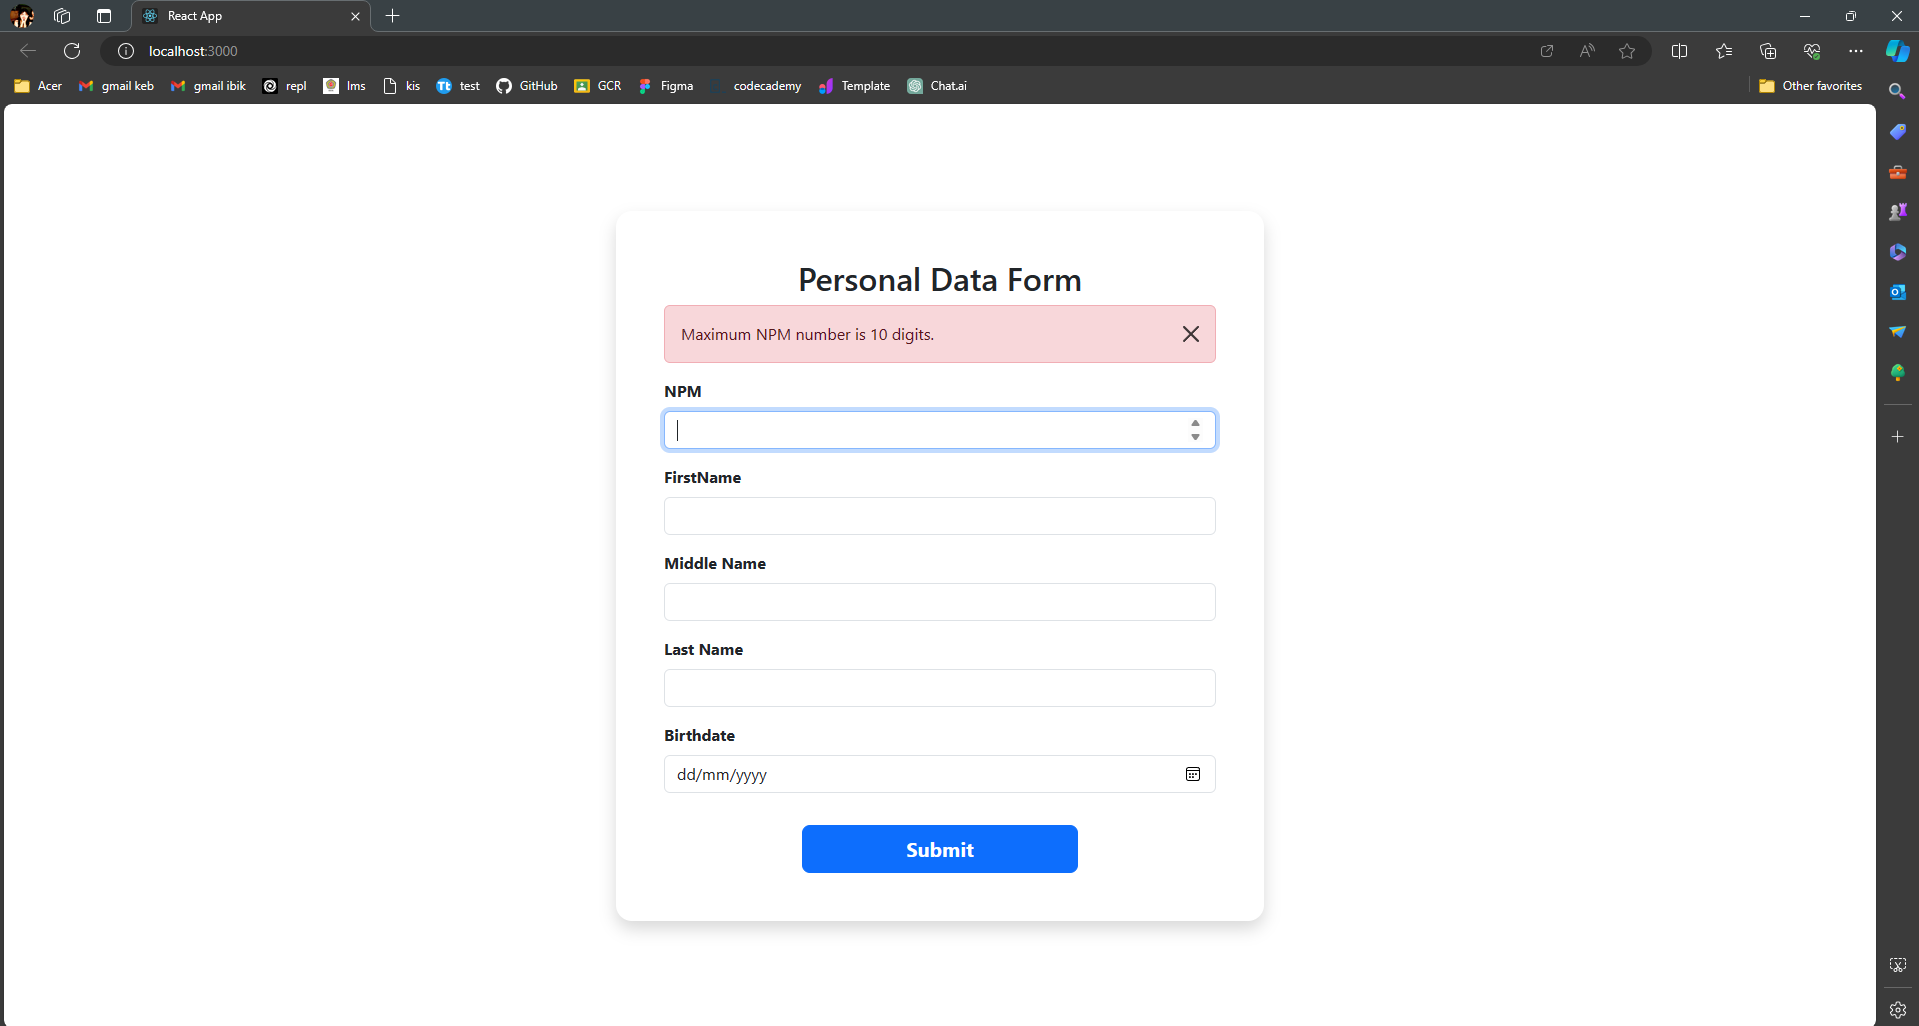 React App
localhost:3000
Acer
gmail keb
gmail ibik
repl
lms
kis
Tt test
GitHub
GCR
Figma
codecademy
Template
Chat.ai
Other favorites
Personal Data Form
Maximum NPM number is 10 digits.
NPM
FirstName
Middle Name
Last Name
Birthdate
dd/mm/yyyy
Submit